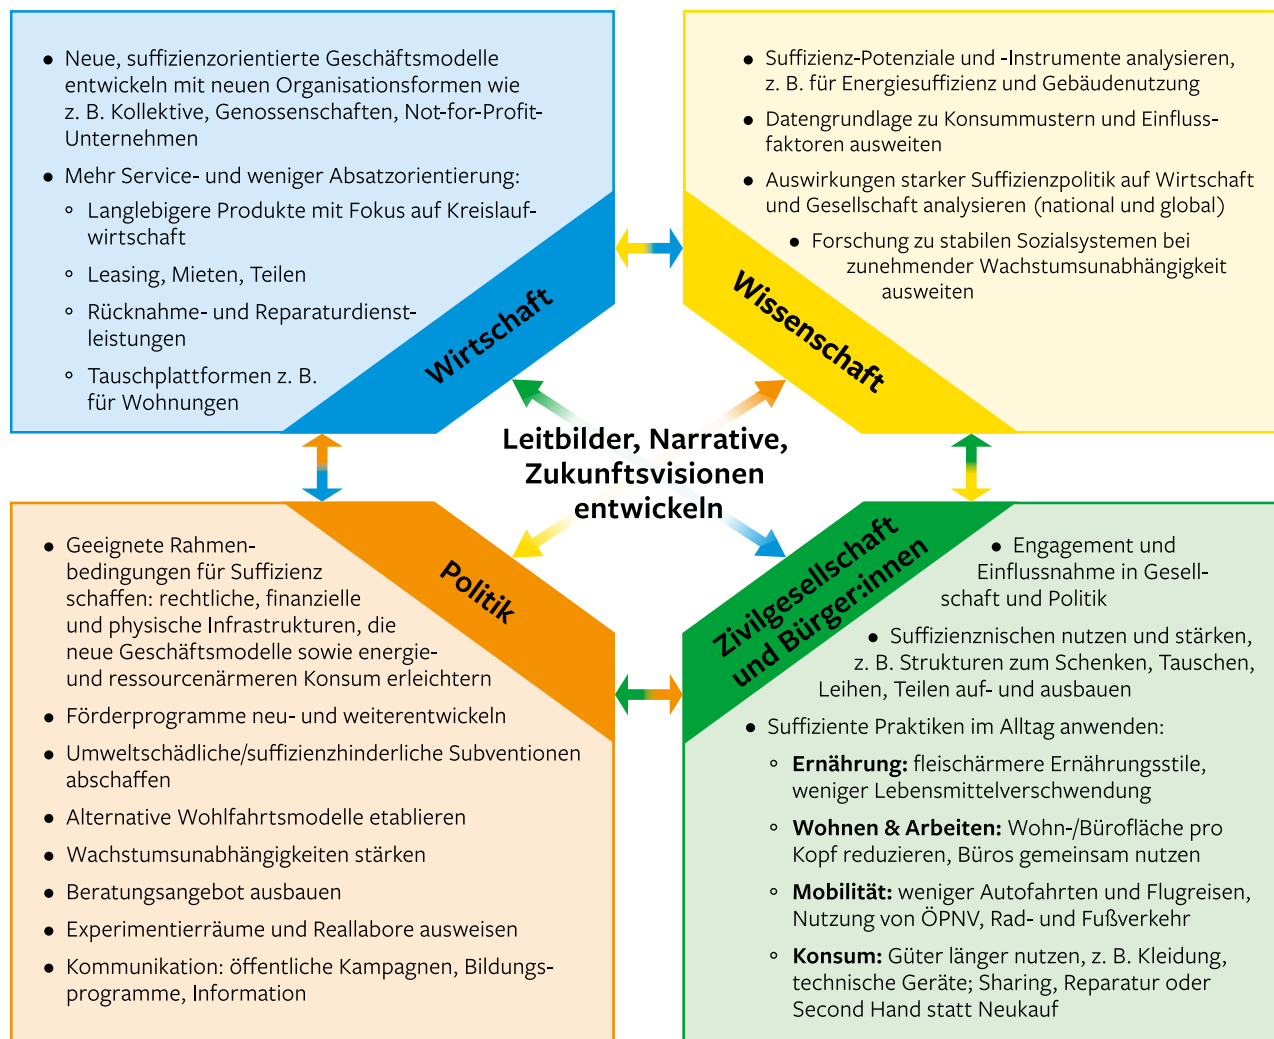 • Neue, suffizienzorientierte Geschäftsmodelle
entwickeln mit neuen Organisationsformen wie
z. B. Kollektive, Genossenschaften, Not-for-Profit-
Unternehmen
• Mehr Service- und weniger Absatzorientierung:
◦ Langlebigere Produkte mit Fokus auf Kreislauf-
wirtschaft
◦ Leasing, Mieten, Teilen
◦ Rücknahme- und Reparaturdienst-
leistungen
◦ Tauschplattformen z. B.
für Wohnungen
Wirtschaft
• Suffizienz-Potenziale und -Instrumente analysieren,
z. B. für Energiesuffizienz und Gebäudenutzung
• Datengrundlage zu Konsummustern und Einfluss-
faktoren ausweiten
• Auswirkungen starker Suffizienzpolitik auf Wirtschaft
und Gesellschaft analysieren (national und global)
• Forschung zu stabilen Sozialsystemen bei
zunehmender Wachstumsunabhängigkeit
ausweiten
Wissenschaft
Leitbilder, Narrative,
Zukunftsvisionen
entwickeln
Politik
• Geeignete Rahmen-
bedingungen für Suffizienz
schaffen: rechtliche, finanzielle
und physische Infrastrukturen, die
neue Geschäftsmodelle sowie energie-
und ressourcenärmeren Konsum erleichtern
• Förderprogramme neu- und weiterentwickeln
• Umweltschädliche/suffizienzhinderliche Subventionen
abschaffen
• Alternative Wohlfahrtsmodelle etablieren
• Wachstumsunabhängigkeiten stärken
• Beratungsangebot ausbauen
• Experimentierräume und Reallabore ausweisen
• Kommunikation: öffentliche Kampagnen, Bildungs-
programme, Information
Zivilgesellschaft
und Bürger:innen
• Engagement und
Einflussnahme in Gesell-
schaft und Politik
• Suffizienznischen nutzen und stärken,
z. B. Strukturen zum Schenken, Tauschen,
Leihen, Teilen auf- und ausbauen
• Suffiziente Praktiken im Alltag anwenden:
◦ Ernährung: fleischärmere Ernährungsstile,
weniger Lebensmittelverschwendung
◦ Wohnen & Arbeiten: Wohn-/Bürofläche pro
Kopf reduzieren, Büros gemeinsam nutzen
◦ Mobilität: weniger Autofahrten und Flugreisen,
Nutzung von ÖPNV, Rad- und Fußverkehr
◦ Konsum: Güter länger nutzen, z. B. Kleidung,
technische Geräte; Sharing, Reparatur oder
Second Hand statt Neukauf